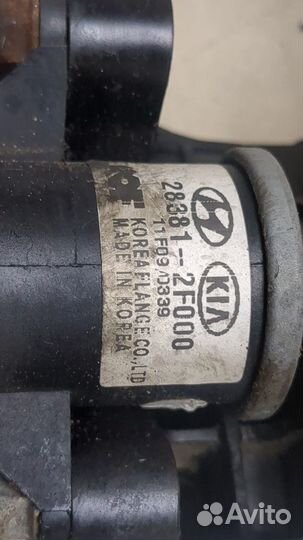 28381-2F000
11F09/0339
KOREA FLANGE CO., LTD
MADE IN KOREA
KIA
Avito